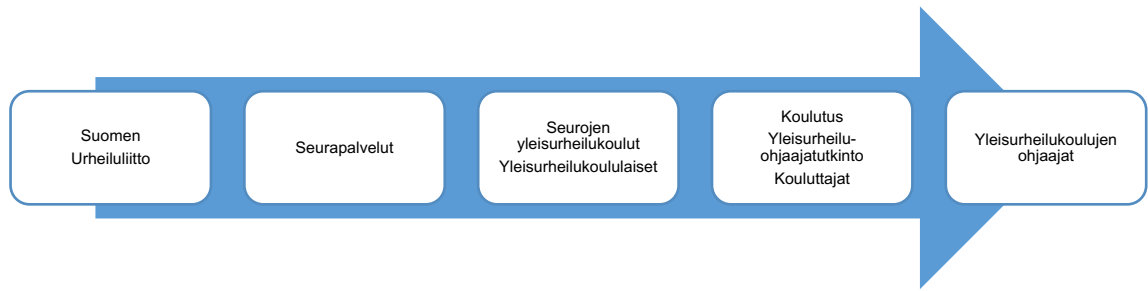 Suomen
Urheiluliitto
Seurapalvelut
Seurojen
yleisurheilukoulut
Yleisurheilukoululaiset
Koulutus
Yleisurheilu-
ohjaajatutkinto
Kouluttajat
Yleisurheilukoulujen
ohjaajat